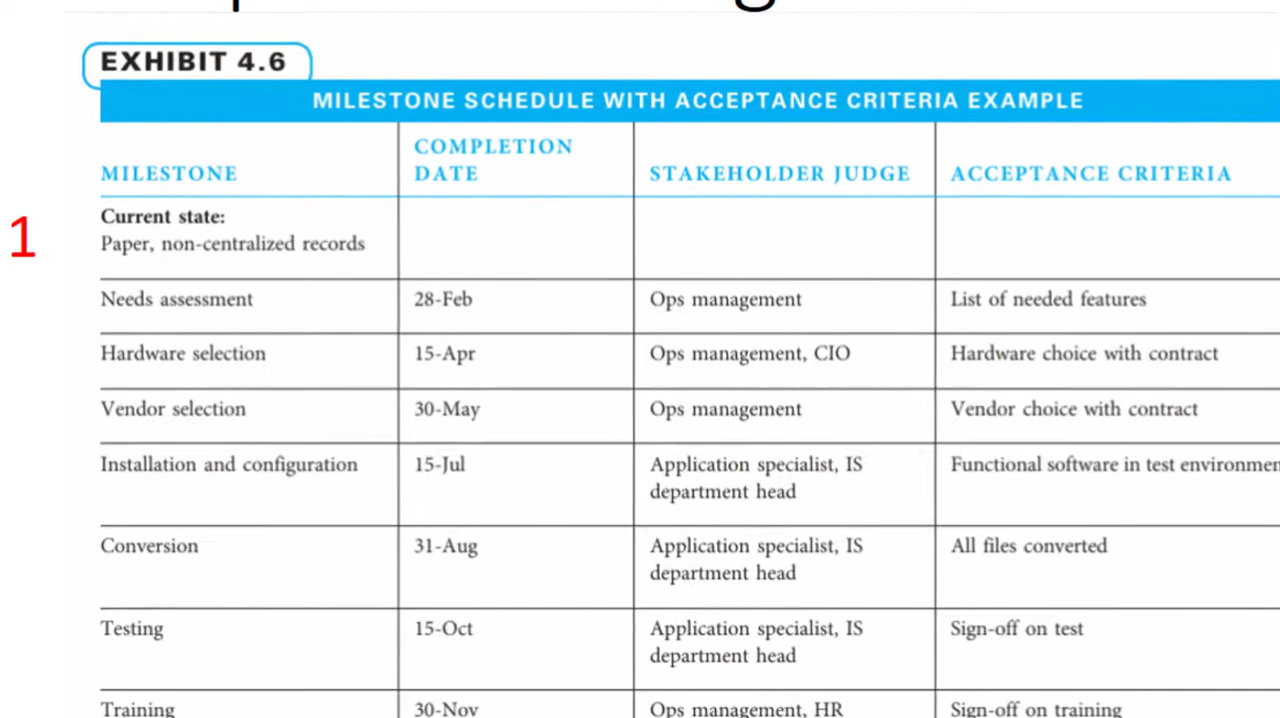 EXHIBIT 4.6
MILESTONE SCHEDULE WITH ACCEPTANCE CRITERIA EXAMPLE
MILESTONE
COMPLETION
DATE
STAKEHOLDER JUDGE
ACCEPTANCE CRITERIA
1
Current state:
Paper, non-centralized records
Needs assessment
28-Feb
Ops management
List of needed features
Hardware selection
15-Apr
Ops management, CIO
Hardware choice with contract
Vendor selection
30-May
Ops management
Vendor choice with contract
Installation and configuration
15-Jul
Application specialist, IS
department head
Functional software in test
Conversion
31-Aug
Application specialist, IS
department head
All files converted
Testing
15-Oct
Application specialist, IS
department head
Sign-off on test
Training
30-Nov
Ops management, HR
Sign-off on training